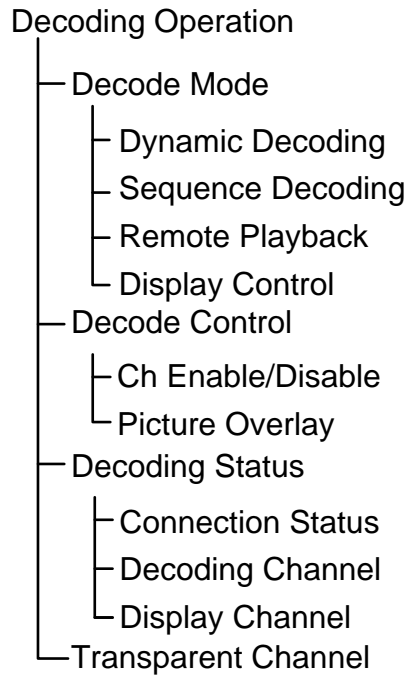 Decoding Operation
Decode Mode
Dynamic Decoding
Sequence Decoding
Remote Playback
Display Control
Decode Control
Ch Enable/Disable
Picture Overlay
Decoding Status
Connection Status
Decoding Channel
Display Channel
Transparent Channel